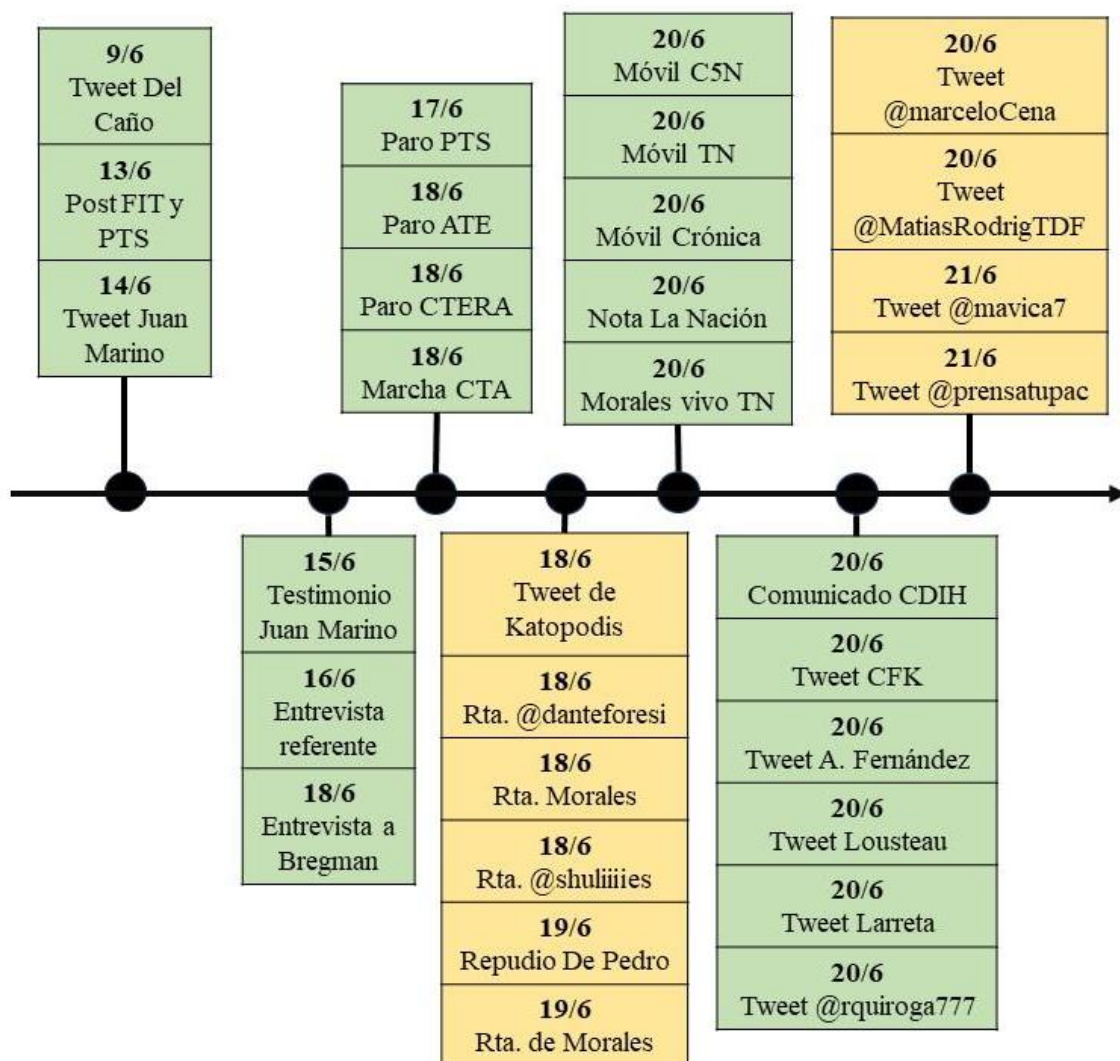 9/6
Tweet Del
Caño
13/6
Post FIT y
PTS
14/6
Tweet Juan
Marino
15/6
Testimonio
Juan Marino
16/6
Entrevista
referente
18/6
Entrevista a
Bregman
17/6
Paro PTS
18/6
Paro ATE
18/6
Paro CTERA
18/6
Marcha CTA
18/6
Tweet de
Katopodis
18/6
Rta. @danteforesi
18/6
Rta. Morales
18/6
Rta. @shuliiiies
19/6
Repudio De Pedro
19/6
Rta. de Morales
20/6
Móvil C5N
20/6
Móvil TN
20/6
Móvil Crónica
20/6
Nota La Nación
20/6
Morales vivo TN
20/6
Comunicado CDIH
20/6
Tweet CFK
20/6
Tweet A. Fernández
20/6
Tweet Lousteau
20/6
Tweet Larreta
20/6
Tweet @rquiroga777
20/6
Tweet
@marceloCena
20/6
Tweet
@MatiasRodrigTDF
21/6
Tweet @mavica7
21/6
Tweet @prensatupac